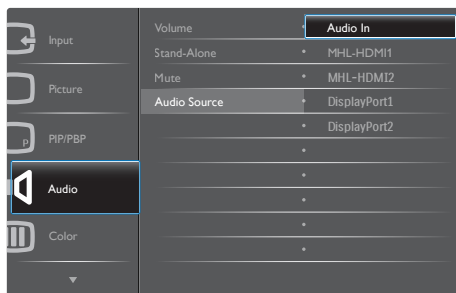 Input
Picture
P
PIP/PBP
Audio
Color
Volume
Stand-Alone
Mute
Audio Source
Audio In
MHL-HDMI1
MHL-HDMI2
DisplayPort1
DisplayPort2